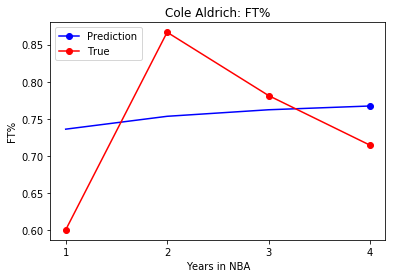 Cole Aldrich: FT%
Prediction
True
FT%
0.85
0.80
0.75
0.70
0.65
0.60
1
2
3
4
Years in NBA